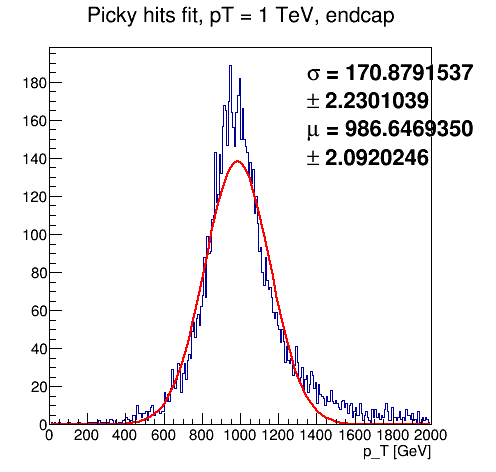 Picky hits fit, pT = 1 TeV, endcap
σ = 170.8791537
± 2.2301039
μ = 986.6469350
± 2.0920246
180
160
140
120
100
80
60
40
20
0
0 200 400 600 800 1000 1200 1400 1600 1800 2000
p_T [GeV]